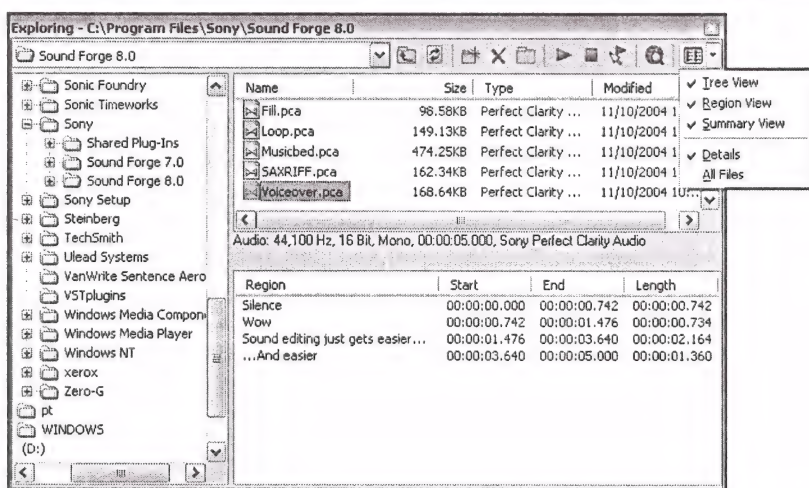 Exploring - C:\Program Files\Sony\Sound Forge 8.0
Sound Forge 8.0
Sonic Foundry
Sonic Timeworks
Sony
Shared Plug-Ins
Sound Forge 7.0
Sound Forge 8.0
Sony Setup
Steinberg
TechSmith
Ulead Systems
VanWrite Sentence Aero
VSTplugins
Windows Media Compon
Windows Media Player
Windows NT
xerox
Zero-G
pt
WINDOWS
(D:)
Name Size Type Modified
Fill.pca 98.58KB Perfect Clarity ... 11/10/2004 1
Loop.pca 149.13KB Perfect Clarity ... 11/10/2004 1
Musicbed.pca 474.25KB Perfect Clarity ... 11/10/2004 1
SAXRIFF.pca 162.34KB Perfect Clarity ... 11/10/2004 1
Voiceover.pca 168.64KB Perfect Clarity ... 11/10/2004 10:...
Tree View
Region View
Summary View
Details
All Files
Audio: 44,100 Hz, 16 Bit, Mono, 00:00:05.000, Sony Perfect Clarity Audio
Region Start End Length
Silence 00:00:00.000 00:00:00.742 00:00:00.742
Wow 00:00:00.742 00:00:01.476 00:00:00.734
Sound editing just gets easier... 00:00:01.476 00:00:03.640 00:00:02.164
...And easier 00:00:03.640 00:00:05.000 00:00:01.360